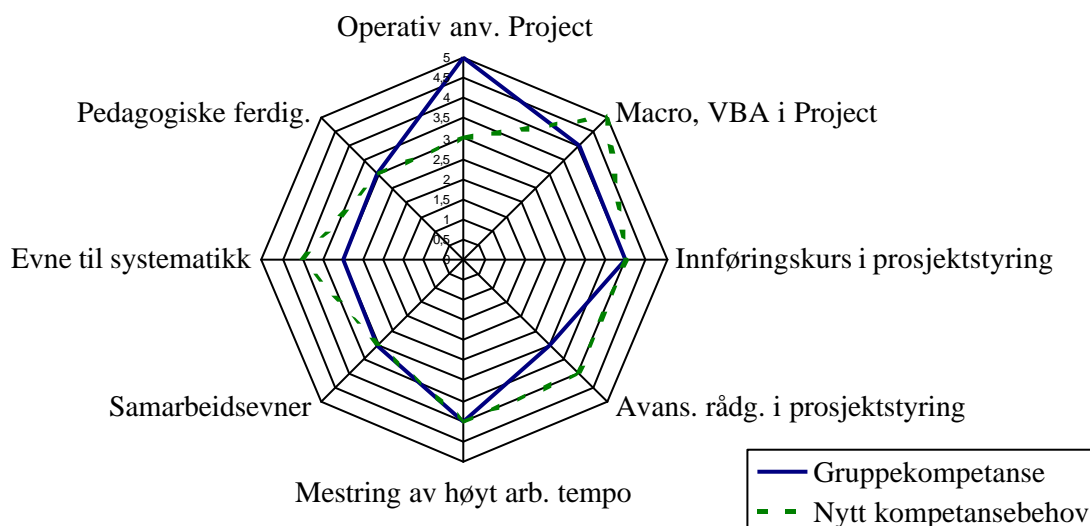 Operativ anv. Project
5
4,5
4
3,5
3
2,5
2
1,5
1
0,5
0
Pedagogiske ferdig.
Macro, VBA i Project
Evne til systematikk
Innføringskurs i prosjektstyring
Samarbeidsevner
Avans. rådg. i prosjektstyring
Mestring av høyt arb. tempo
Gruppekompetanse
Nytt kompetansebehov